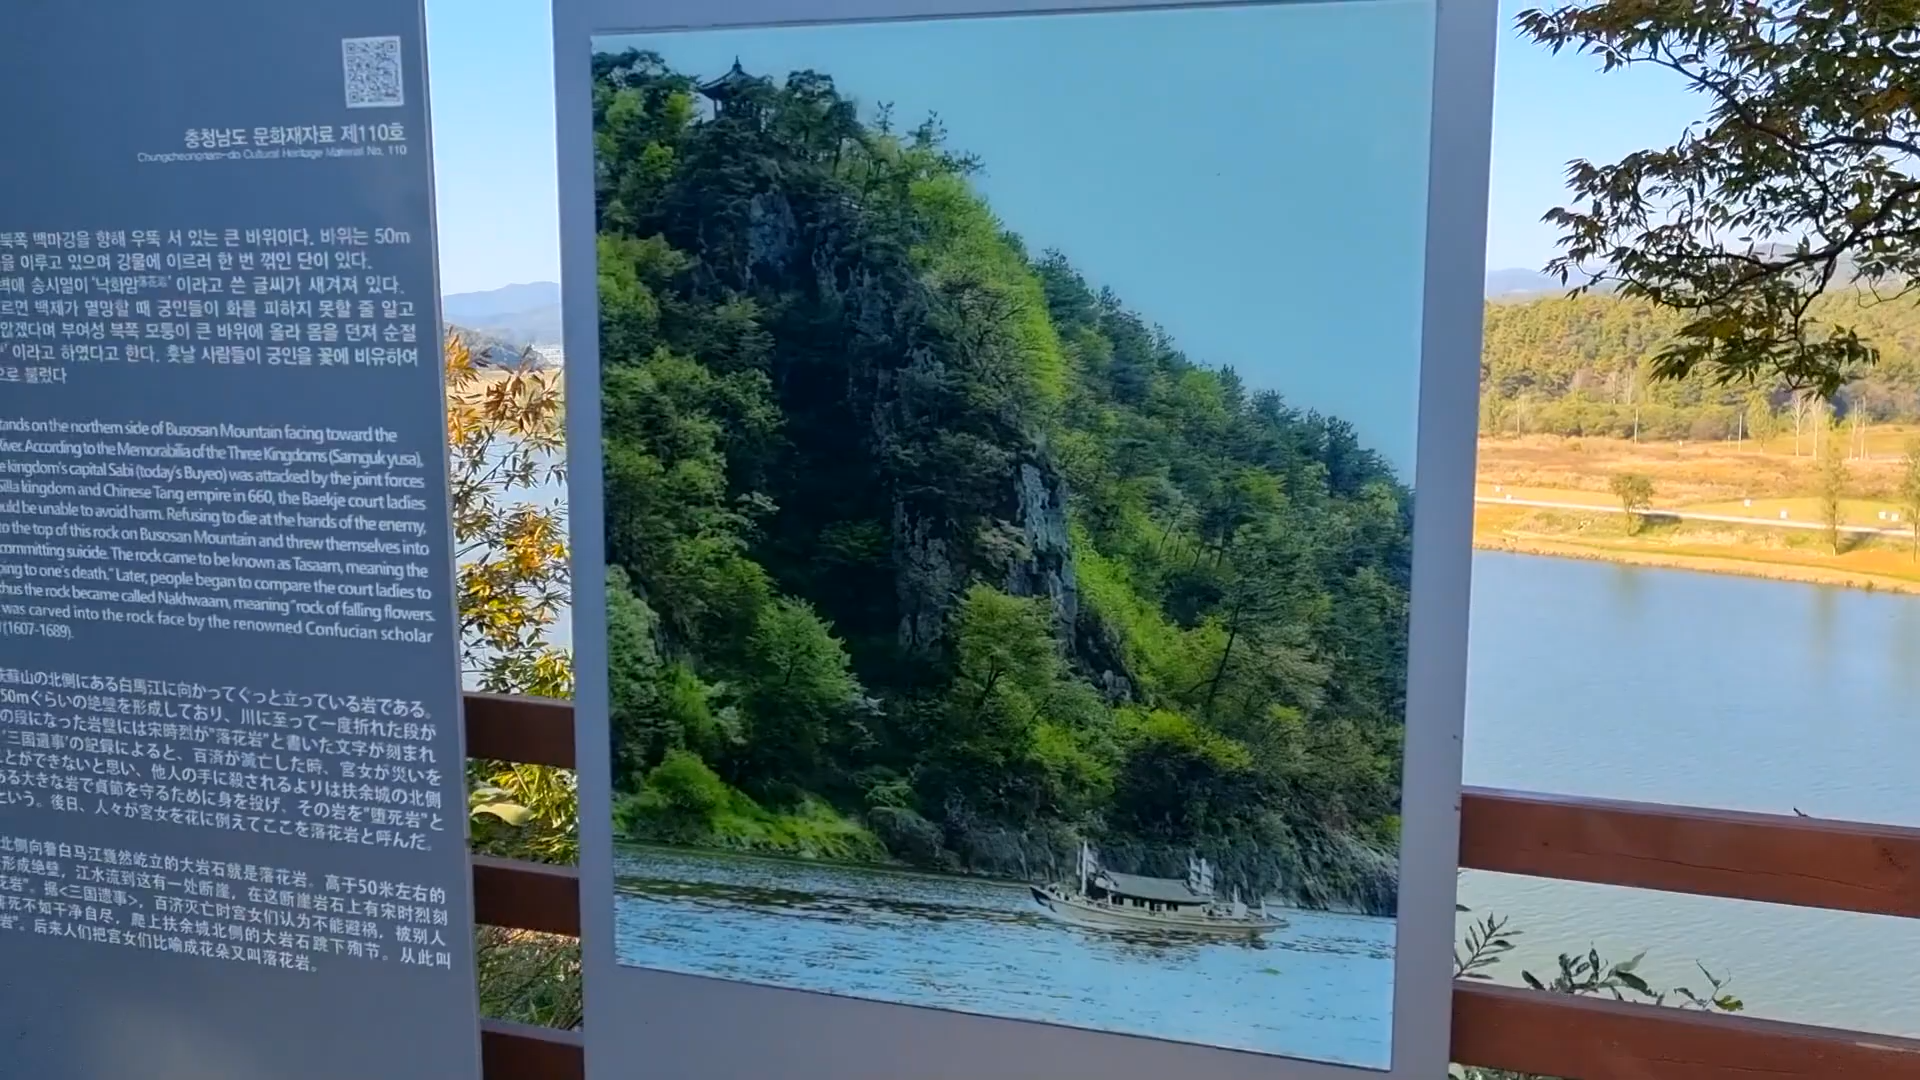 충청남도 문화재자료 제110호
Chungcheongnam-do Cultural Heritage Material No. 110
북쪽 백마강을 향해 우뚝 서 있는 큰 바위이다. 바위는 50m
을 이루고 있으며 강물에 이르러 한 번 꺾인 단이 있다.
벽에 송시열이 '낙화암落花岩' 이라고 쓴 글씨가 새겨져 있다.
르면 백제가 멸망할 때 궁인들이 화를 피하지 못할 줄 알고
않겠다며 부여성 북쪽 모퉁이 큰 바위에 올라 몸을 던져 순절
' 이라고 하였다고 한다. 훗날 사람들이 궁인을 꽃에 비유하여
으로 불렀다
tands on the northern side of Busosan Mountain facing toward the
River. According to the Memorabilia of the Three Kingdoms (Samguk yusa),
e kingdom's capital Sabi (today's Buyeo) was attacked by the joint forces
Silla kingdom and Chinese Tang empire in 660, the Baekje court ladies
uld be unable to avoid harm. Refusing to die at the hands of the enemy,
to the top of this rock on Busosan Mountain and threw themselves into
committing suicide. The rock came to be known as Tasaam, meaning the
ping to one's death." Later, people began to compare the court ladies to
thus the rock became called Nakhwaam, meaning "rock of falling flowers.
was carved into the rock face by the renowned Confucian scholar
(1607-1689).
扶蘇山の北側にある白馬江に向かってぐっと立っている岩である。
50mぐらいの絶壁を形成しており、川に至って一度折れた段が
の段になった岩壁には宋時烈が"落花岩"と書いた文字が刻まれ
'三国遺事'の記録によると、百済が滅亡した時、宮女が災いを
ことができないと思い、他人の手に殺されるよりは扶余城の北側
ある大きな岩で貞節を守るために身を投げ、その岩を"堕死岩"と
という。後日、人々が宮女を花に例えてここを落花岩と呼んだ。
北侧向着白马江巍然屹立的大岩石就是落花岩。高于50米左右的
形成绝壁，江水流到这有一处断崖，在这断崖岩石上有宋时烈刻
花岩"。据<三国遗事>，百济灭亡时宫女们认为不能避祸，被别人
死不如干净自尽，爬上扶余城北侧的大岩石跳下殉节。从此叫
岩"。后来人们把宫女们比喻成花朵又叫落花岩。